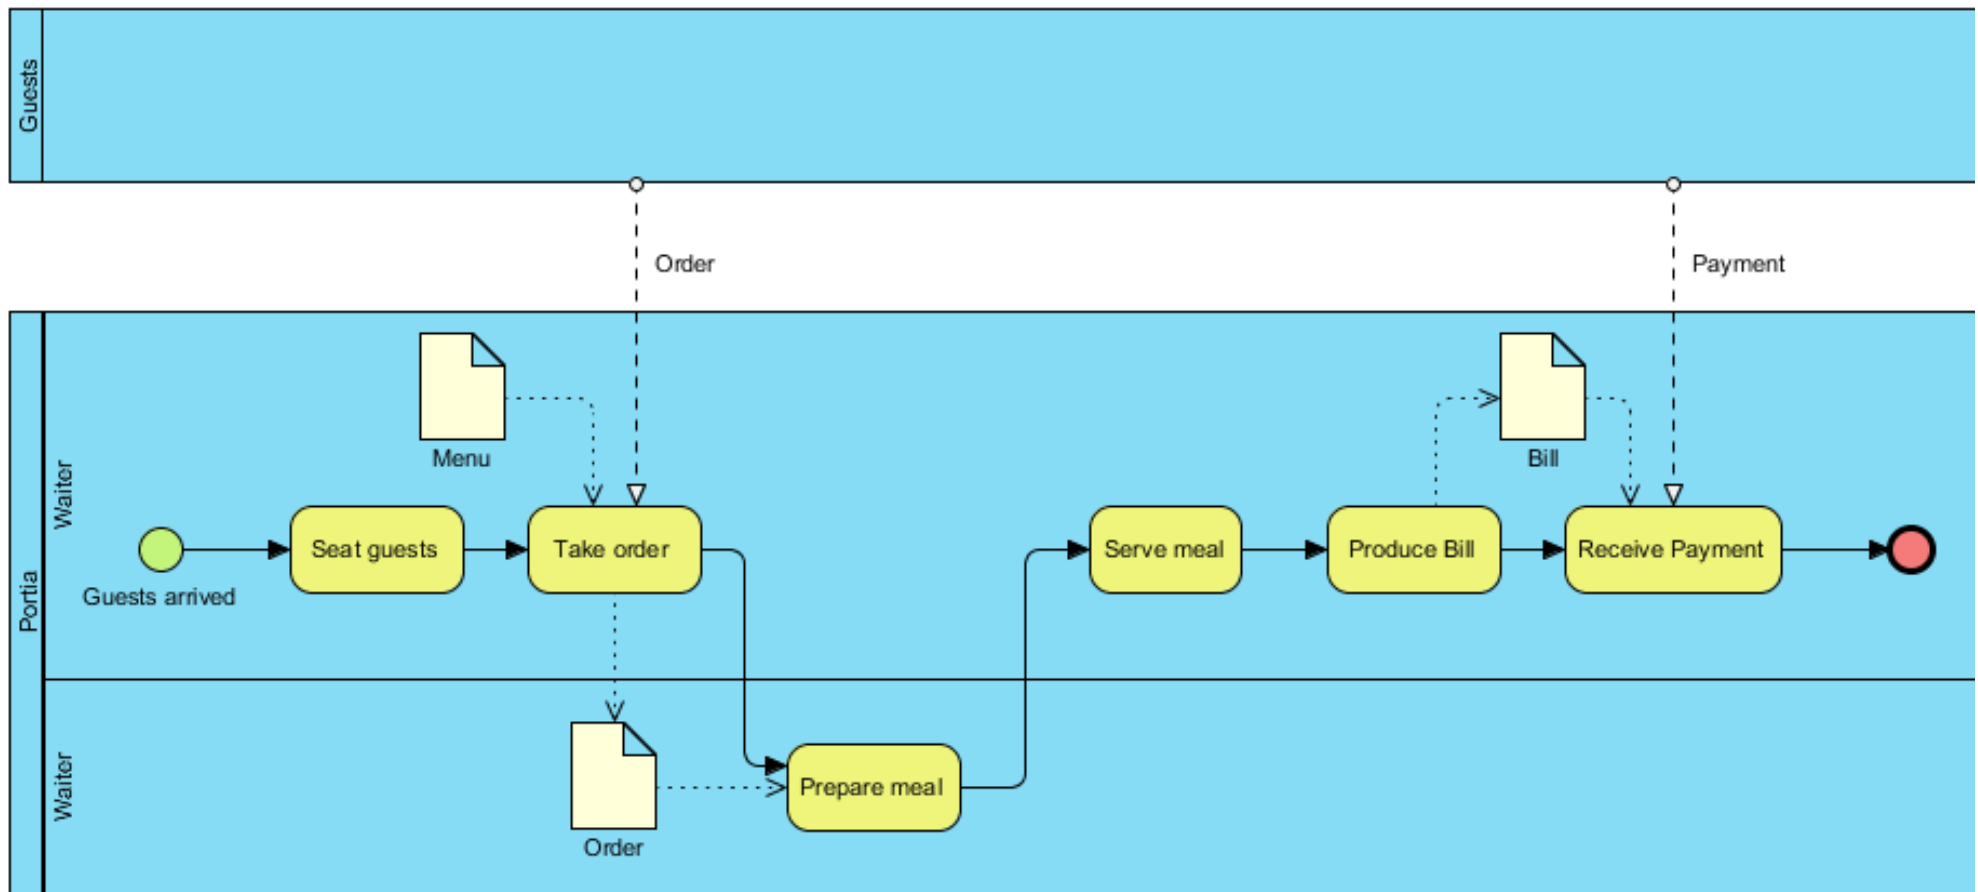 Guests
Order
Payment
Portia
Waiter
Menu
Bill
Guests arrived
Seat guests
Take order
Serve meal
Produce Bill
Receive Payment
Waiter
Order
Prepare meal